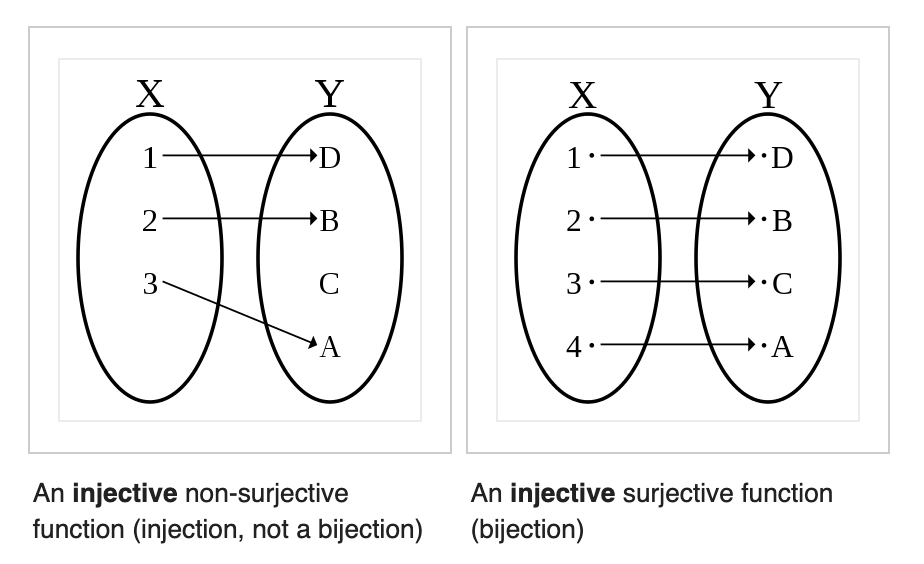 X Y
1 D
2 B
3 C
A
An injective non-surjective
function (injection, not a bijection)
X Y
1 · · D
2 · · B
3 · · C
4 · · A
An injective surjective function
(bijection)